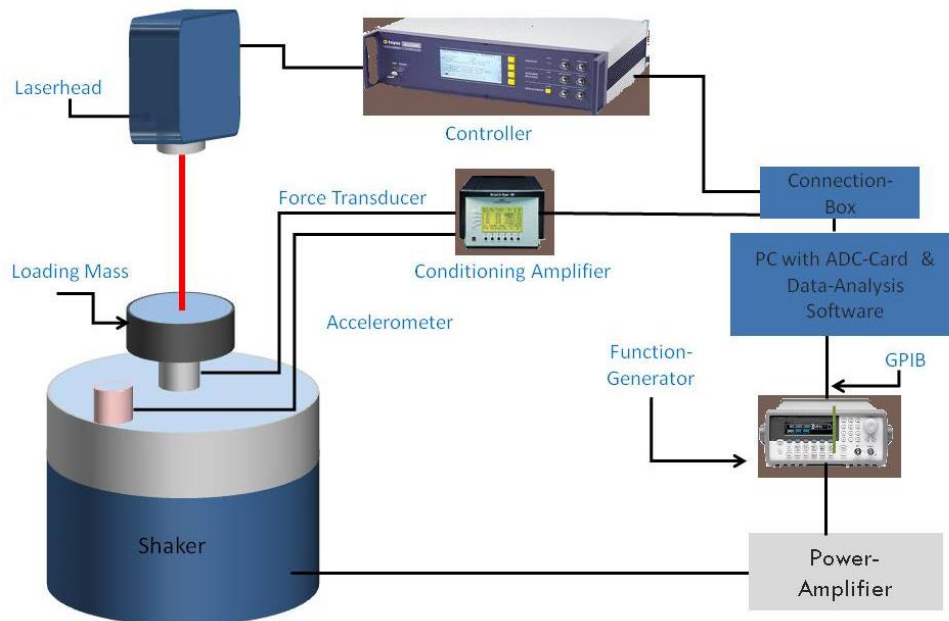 Laserhead
Controller
Force Transducer
Connection-
Box
Conditioning Amplifier
PC with ADC-Card &
Data-Analysis
Software
Loading Mass
Accelerometer
Function-
Generator
GPIB
Shaker
Power-
Amplifier